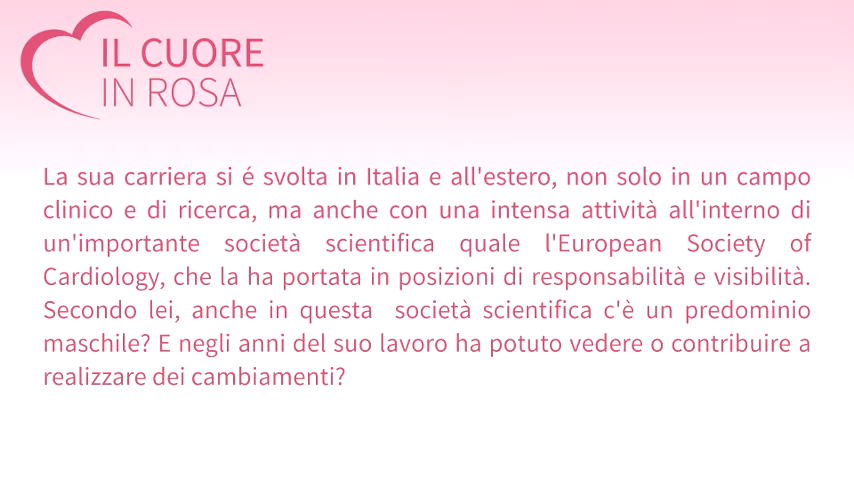 IL CUORE
IN ROSA
La sua carriera si é svolta in Italia e all'estero, non solo in un campo
clinico e di ricerca, ma anche con una intensa attività all'interno di
un'importante società scientifica quale l'European Society of
Cardiology, che la ha portata in posizioni di responsabilità e visibilità.
Secondo lei, anche in questa  società scientifica c'è un predominio
maschile? E negli anni del suo lavoro ha potuto vedere o contribuire a
realizzare dei cambiamenti?